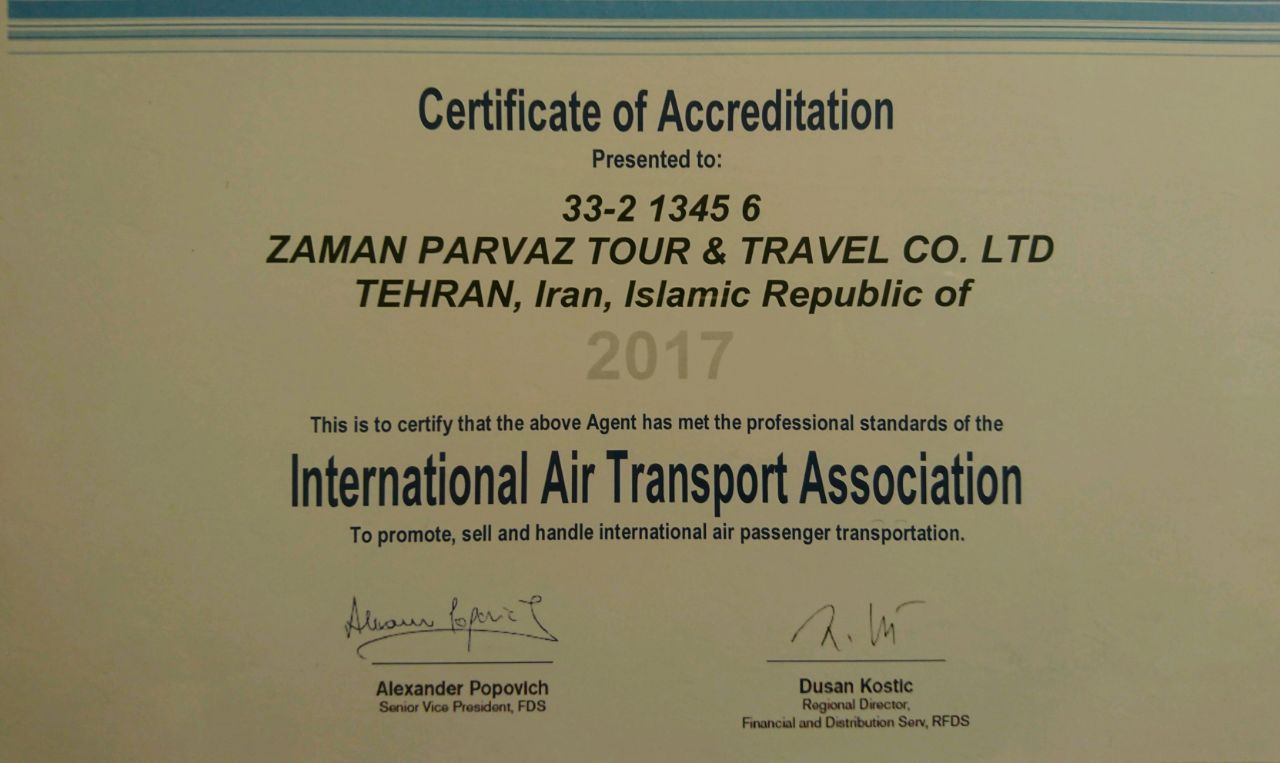 Certificate of Accreditation
Presented to:
33-2 1345 6
ZAMAN PARVAZ TOUR & TRAVEL CO. LTD
TEHRAN, Iran, Islamic Republic of
2017
This is to certify that the above Agent has met the professional standards of the
International Air Transport Association
To promote, sell and handle international air passenger transportation.
Alexander Popovich
Senior Vice President, FDS
Dusan Kostic
Regional Director,
Financial and Distribution Serv, RFDS